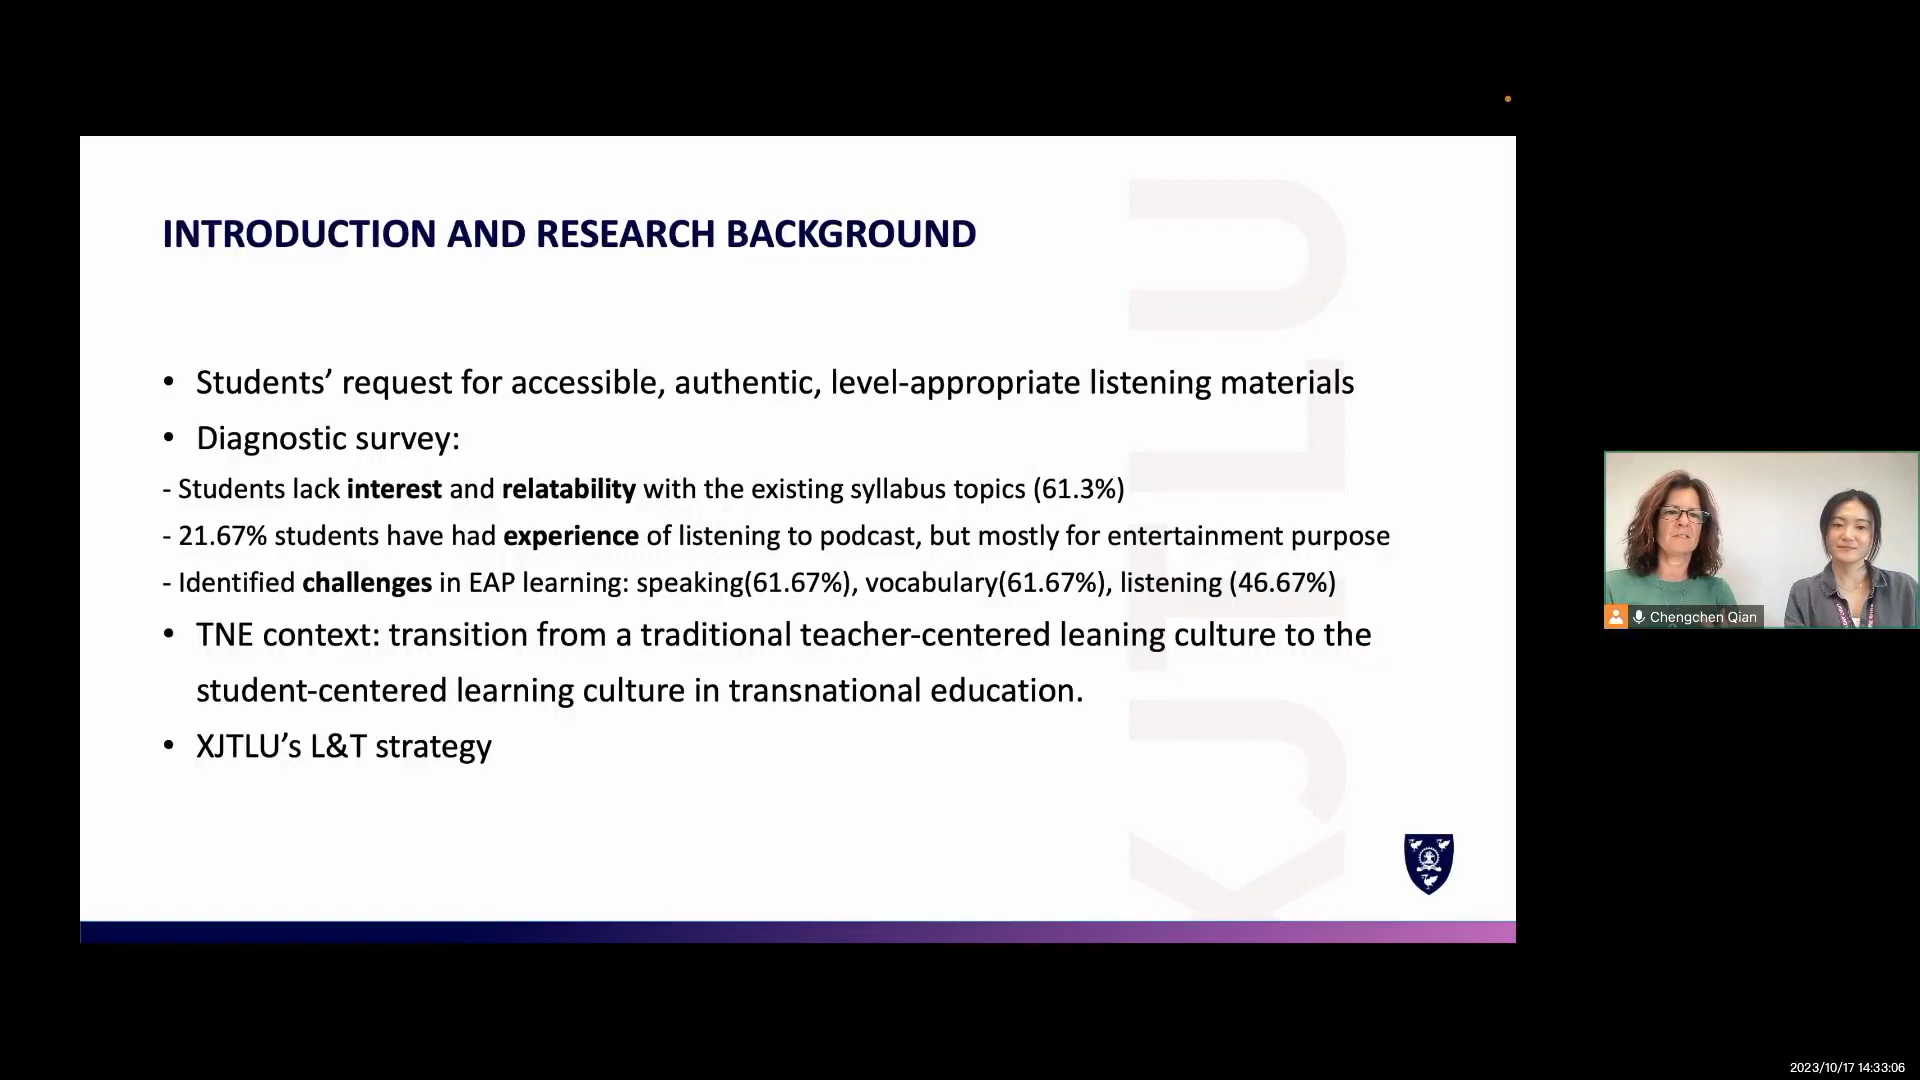 INTRODUCTION AND RESEARCH BACKGROUND
• Students’ request for accessible, authentic, level-appropriate listening materials
• Diagnostic survey:
- Students lack interest and relatability with the existing syllabus topics (61.3%)
- 21.67% students have had experience of listening to podcast, but mostly for entertainment purpose
- Identified challenges in EAP learning: speaking(61.67%), vocabulary(61.67%), listening (46.67%)
• TNE context: transition from a traditional teacher-centered leaning culture to the
student-centered learning culture in transnational education.
• XJTLU’s L&T strategy
XJTLU
Chengchen Qian
2023/10/17 14:33:06